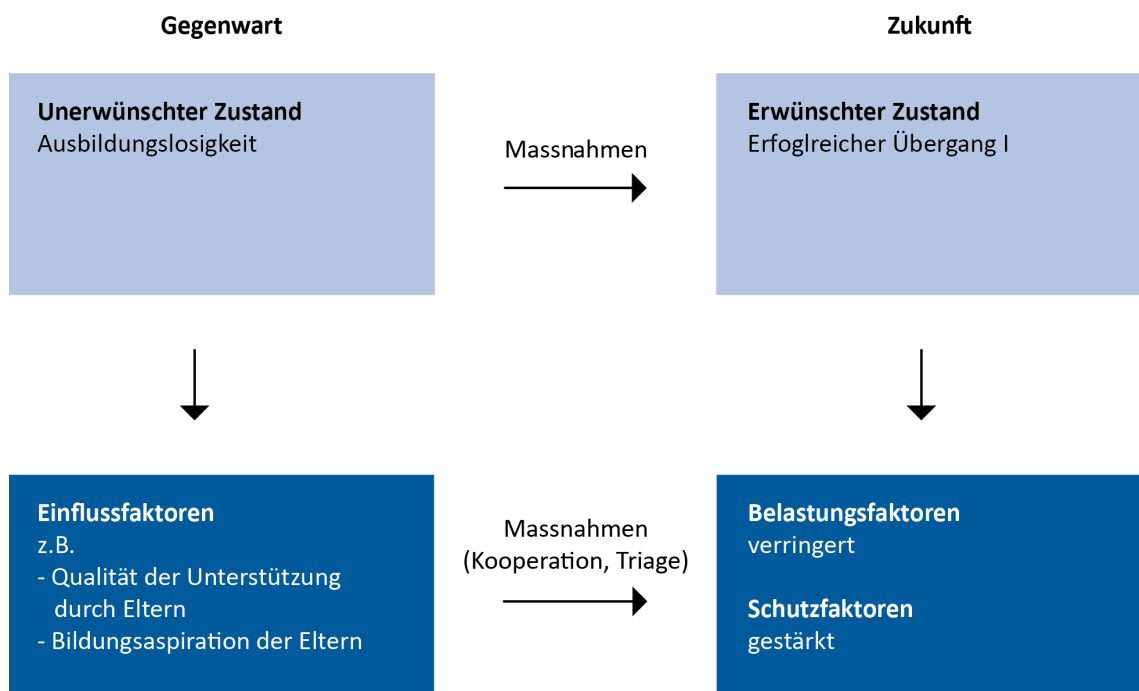 Gegenwart
Zukunft
Unerwünschter Zustand
Ausbildungslosigkeit
Massnahmen
Erwünschter Zustand
Erfoglreicher Übergang I
Einflussfaktoren
z.B.
- Qualität der Unterstützung
durch Eltern
- Bildungsaspiration der Eltern
Massnahmen
(Kooperation, Triage)
Belastungsfaktoren
verringert
Schutzfaktoren
gestärkt